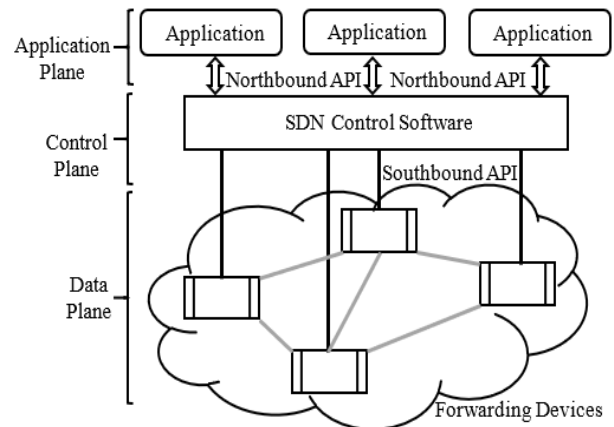 Application
Plane
Application
Application
Application
Northbound API
Northbound API
Control
Plane
SDN Control Software
Southbound API
Data
Plane
Forwarding Devices